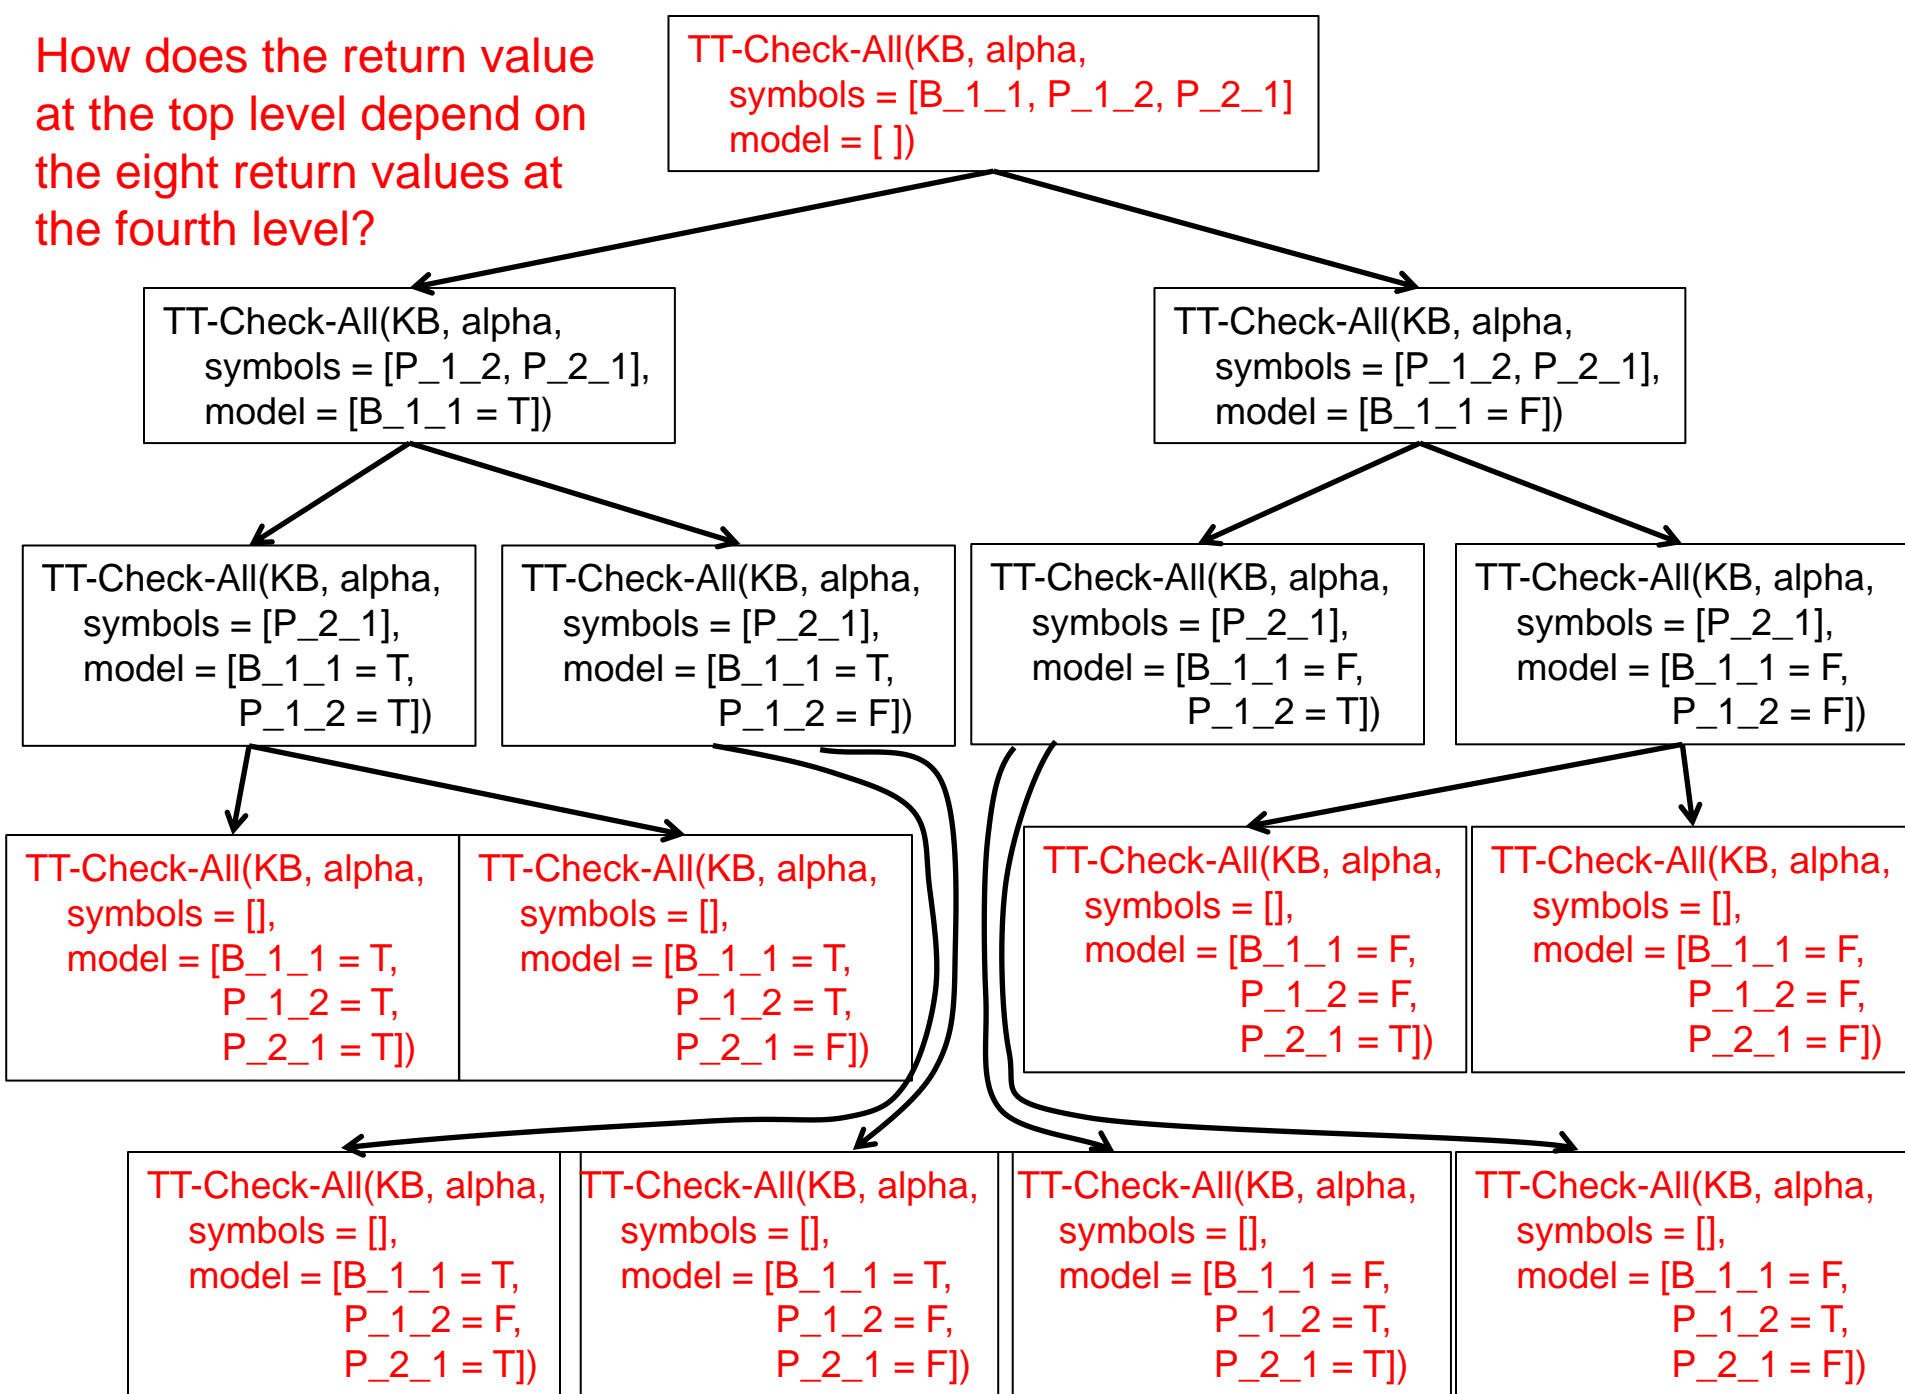 How does the return value
at the top level depend on
the eight return values at
the fourth level?
TT-Check-All(KB, alpha,
symbols = [B_1_1, P_1_2, P_2_1]
model = [ ])
TT-Check-All(KB, alpha,
symbols = [P_1_2, P_2_1],
model = [B_1_1 = T])
TT-Check-All(KB, alpha,
symbols = [P_1_2, P_2_1],
model = [B_1_1 = F])
TT-Check-All(KB, alpha,
symbols = [P_2_1],
model = [B_1_1 = T,
P_1_2 = T])
TT-Check-All(KB, alpha,
symbols = [P_2_1],
model = [B_1_1 = T,
P_1_2 = F])
TT-Check-All(KB, alpha,
symbols = [P_2_1],
model = [B_1_1 = F,
P_1_2 = T])
TT-Check-All(KB, alpha,
symbols = [P_2_1],
model = [B_1_1 = F,
P_1_2 = F])
TT-Check-All(KB, alpha,
symbols = [],
model = [B_1_1 = T,
P_1_2 = T,
P_2_1 = T])
TT-Check-All(KB, alpha,
symbols = [],
model = [B_1_1 = T,
P_1_2 = T,
P_2_1 = F])
TT-Check-All(KB, alpha,
symbols = [],
model = [B_1_1 = F,
P_1_2 = F,
P_2_1 = T])
TT-Check-All(KB, alpha,
symbols = [],
model = [B_1_1 = F,
P_1_2 = F,
P_2_1 = F])
TT-Check-All(KB, alpha,
symbols = [],
model = [B_1_1 = T,
P_1_2 = F,
P_2_1 = T])
TT-Check-All(KB, alpha,
symbols = [],
model = [B_1_1 = T,
P_1_2 = F,
P_2_1 = F])
TT-Check-All(KB, alpha,
symbols = [],
model = [B_1_1 = F,
P_1_2 = T,
P_2_1 = T])
TT-Check-All(KB, alpha,
symbols = [],
model = [B_1_1 = F,
P_1_2 = T,
P_2_1 = F])